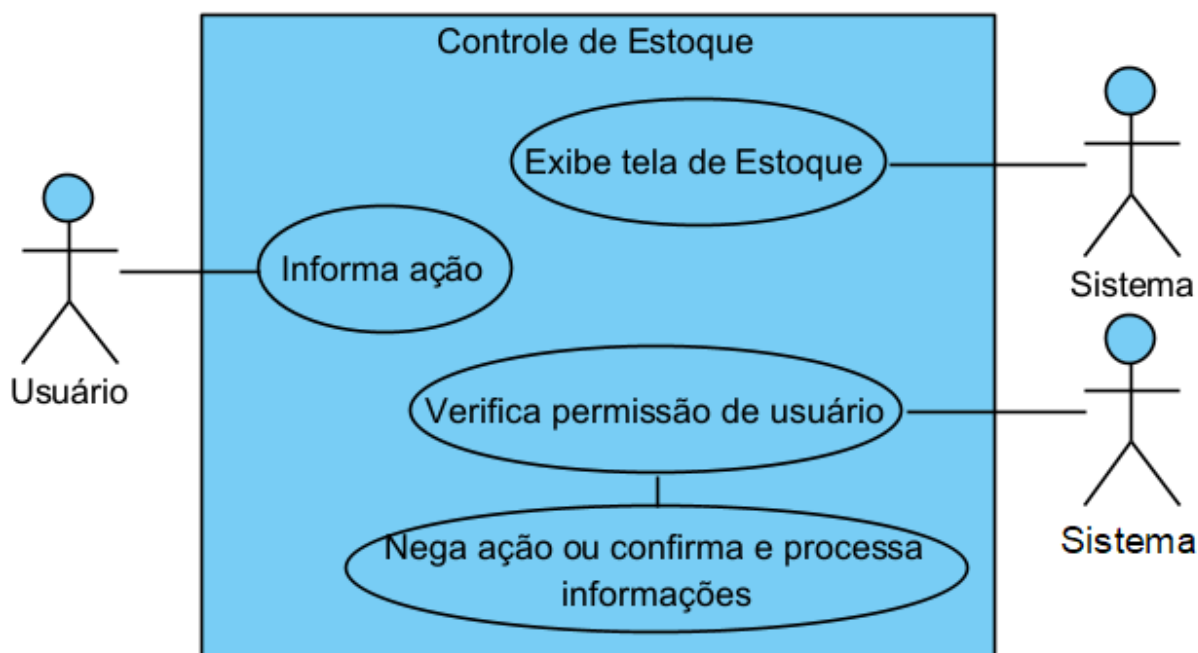 Controle de Estoque
Exibe tela de Estoque
Informa ação
Sistema
Usuário
Verifica permissão de usuário
Nega ação ou confirma e processa
informações
Sistema